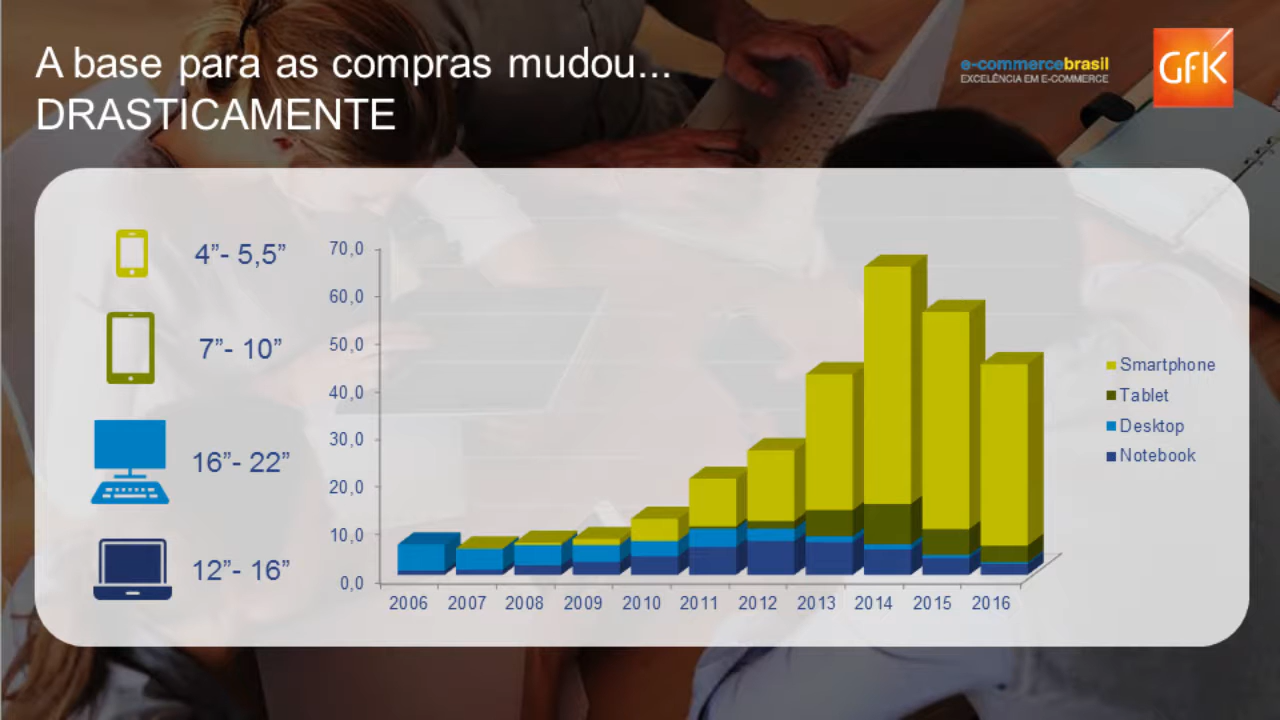 A base para as compras mudou...
DRASTICAMENTE
e-commercebrasil
EXCELÊNCIA EM E-COMMERCE
GfK
4”- 5,5”
7”- 10”
16”- 22”
12”- 16”
70,0
60,0
50,0
40,0
30,0
20,0
10,0
0,0
2006 2007 2008 2009 2010 2011 2012 2013 2014 2015 2016
Smartphone
Tablet
Desktop
Notebook